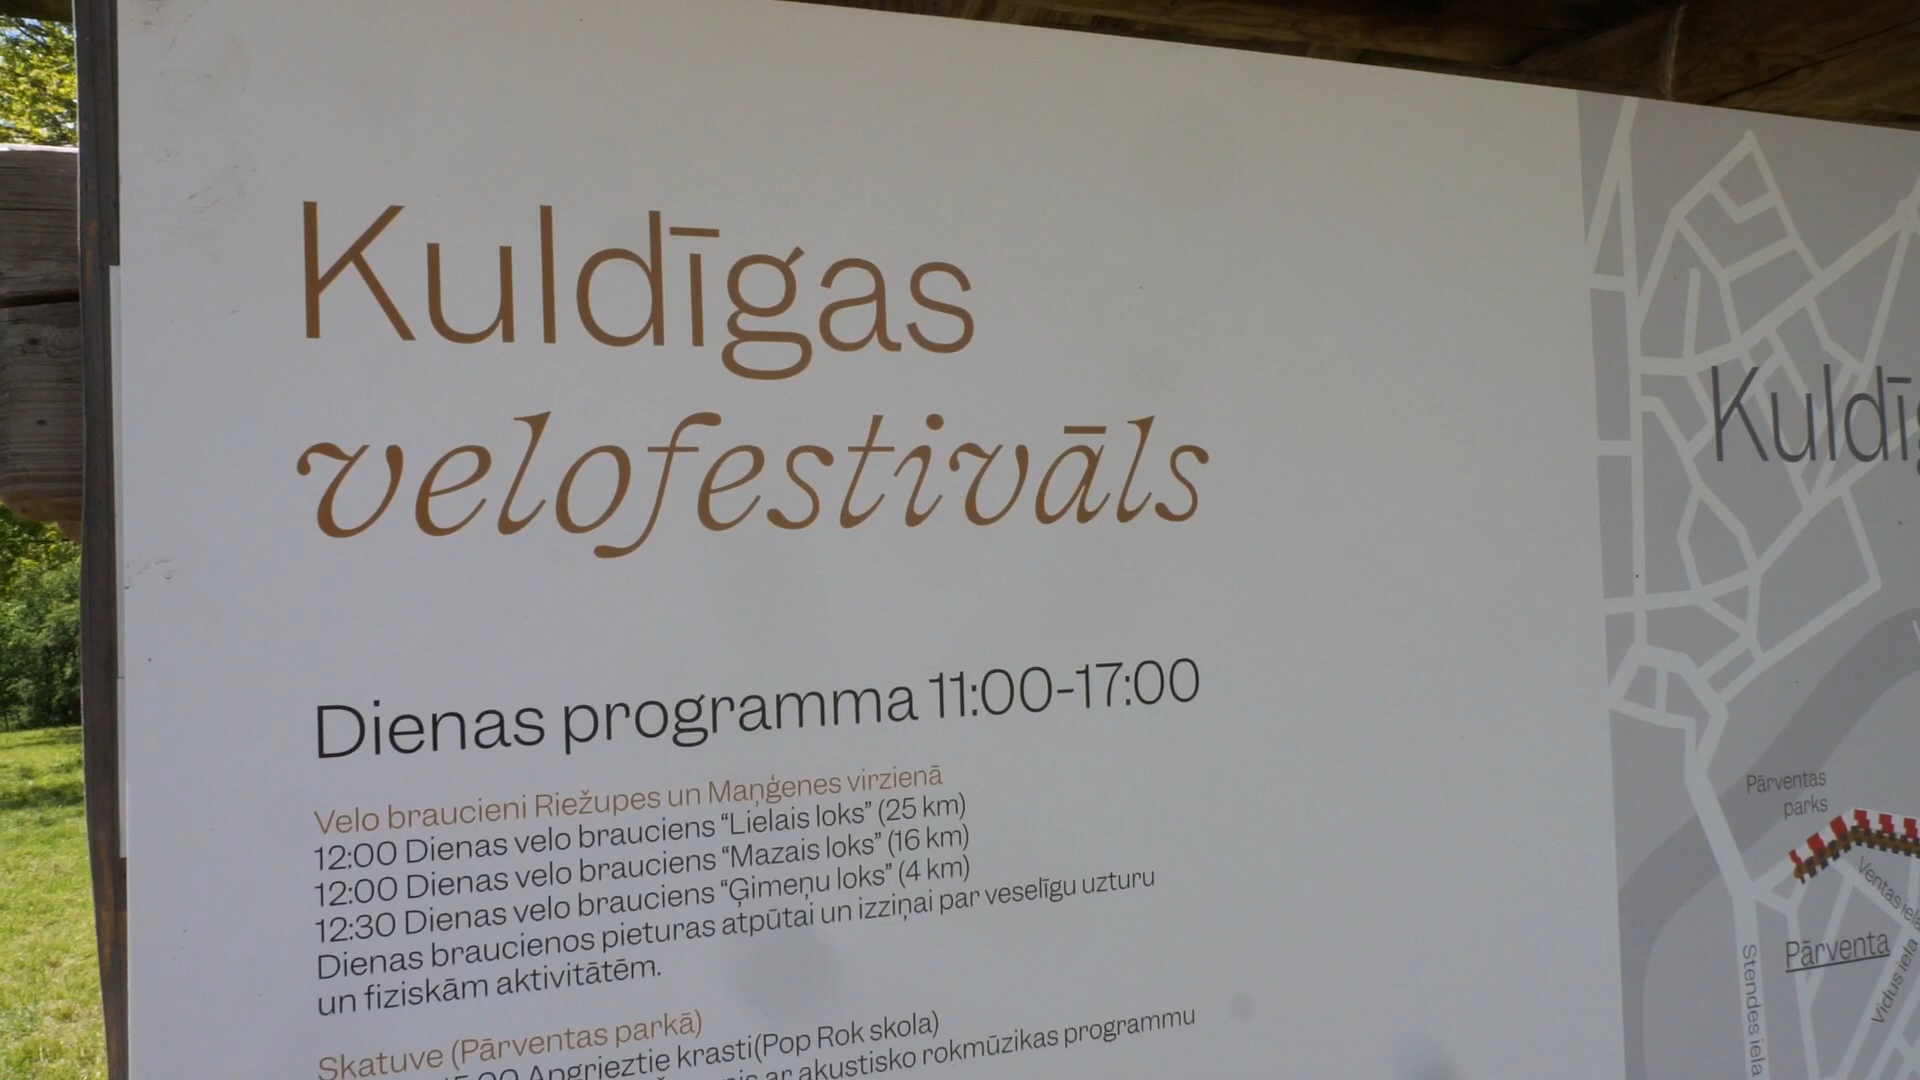 Kuldīgas
velofestivāls
Dienas programma 11:00-17:00
Velo braucieni Riežupes un Maņģenes virzienā
12:00 Dienas velo brauciens “Lielais loks” (25 km)
12:00 Dienas velo brauciens “Mazais loks” (16 km)
12:30 Dienas velo brauciens “Ģimeņu loks” (4 km)
Dienas braucienos pieturas atpūtai un izziņai par veselīgu uzturu
un fiziskām aktivitātēm.
Skatuve (Pārventas parkā)
15:00 Apgrieztie krasti(Pop Rok skola)
ar akustisko rokmūzikas programmu
Pārventas
parks
Ventas iela
Pārventa
Vidus iela
Stendes iela